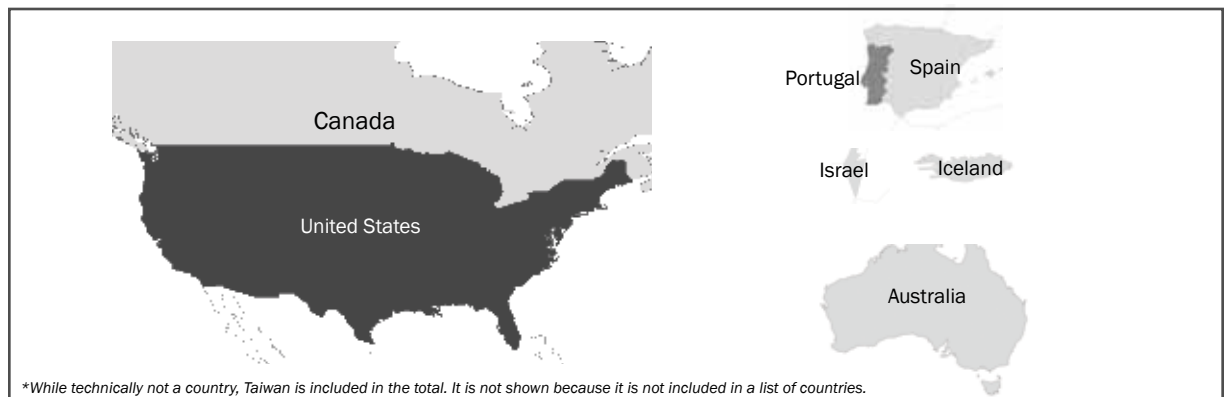 Canada
United States
Portugal
Spain
Israel
Iceland
Australia
*While technically not a country, Taiwan is included in the total. It is not shown because it is not included in a list of countries.